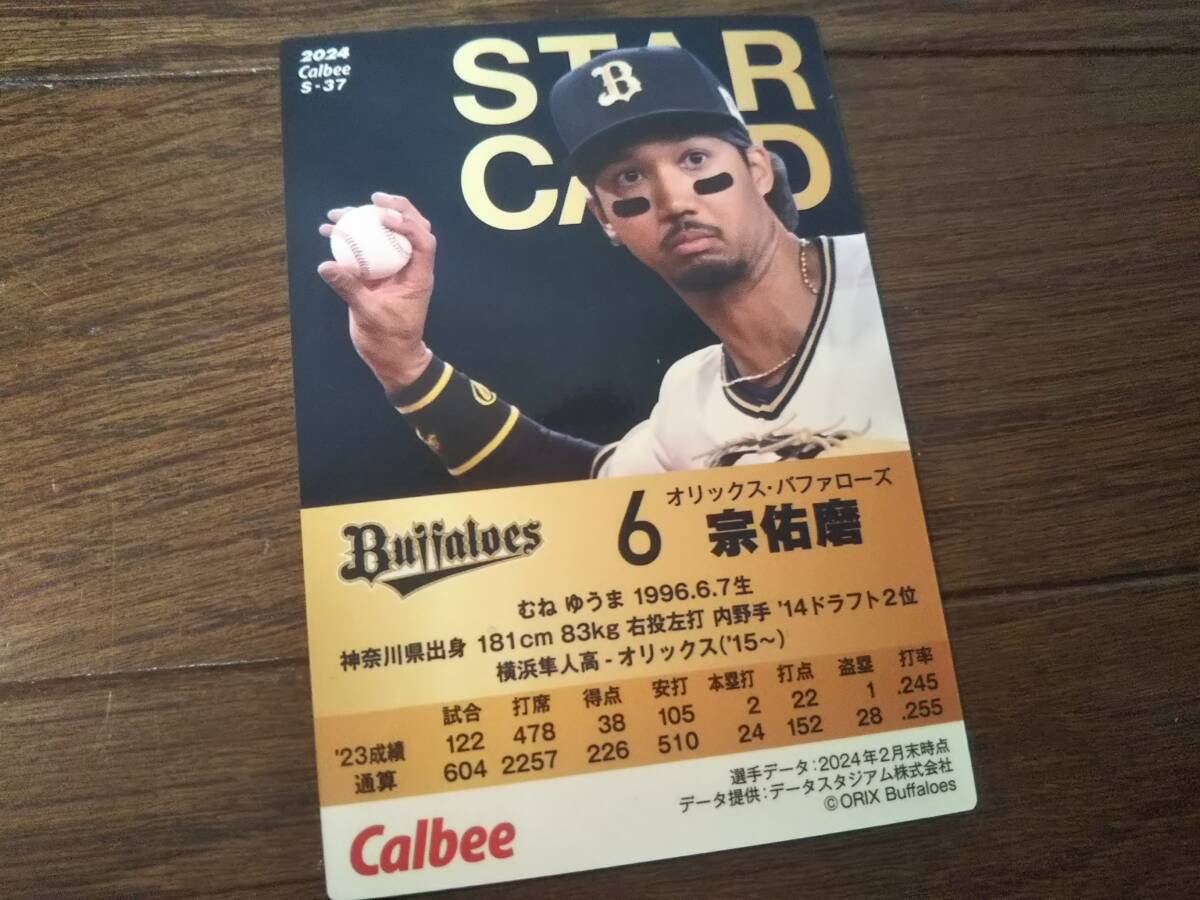 2024
Calbee
S-37
STAR
CARD
B
オリックス・バファローズ
Buffaloes 6 宗佑磨
むね ゆうま 1996.6.7生
神奈川県出身 181cm 83kg 右投左打 内野手 '14ドラフト2位
横浜隼人高-オリックス('15〜)
試合 打席 得点 安打 本塁打 打点 盗塁 打率
'23成績 122 478 38 105 2 22 1 .245
通算 604 2257 226 510 24 152 28 .255
選手データ:2024年2月末時点
データ提供:データスタジアム株式会社
©ORIX Buffaloes
Calbee